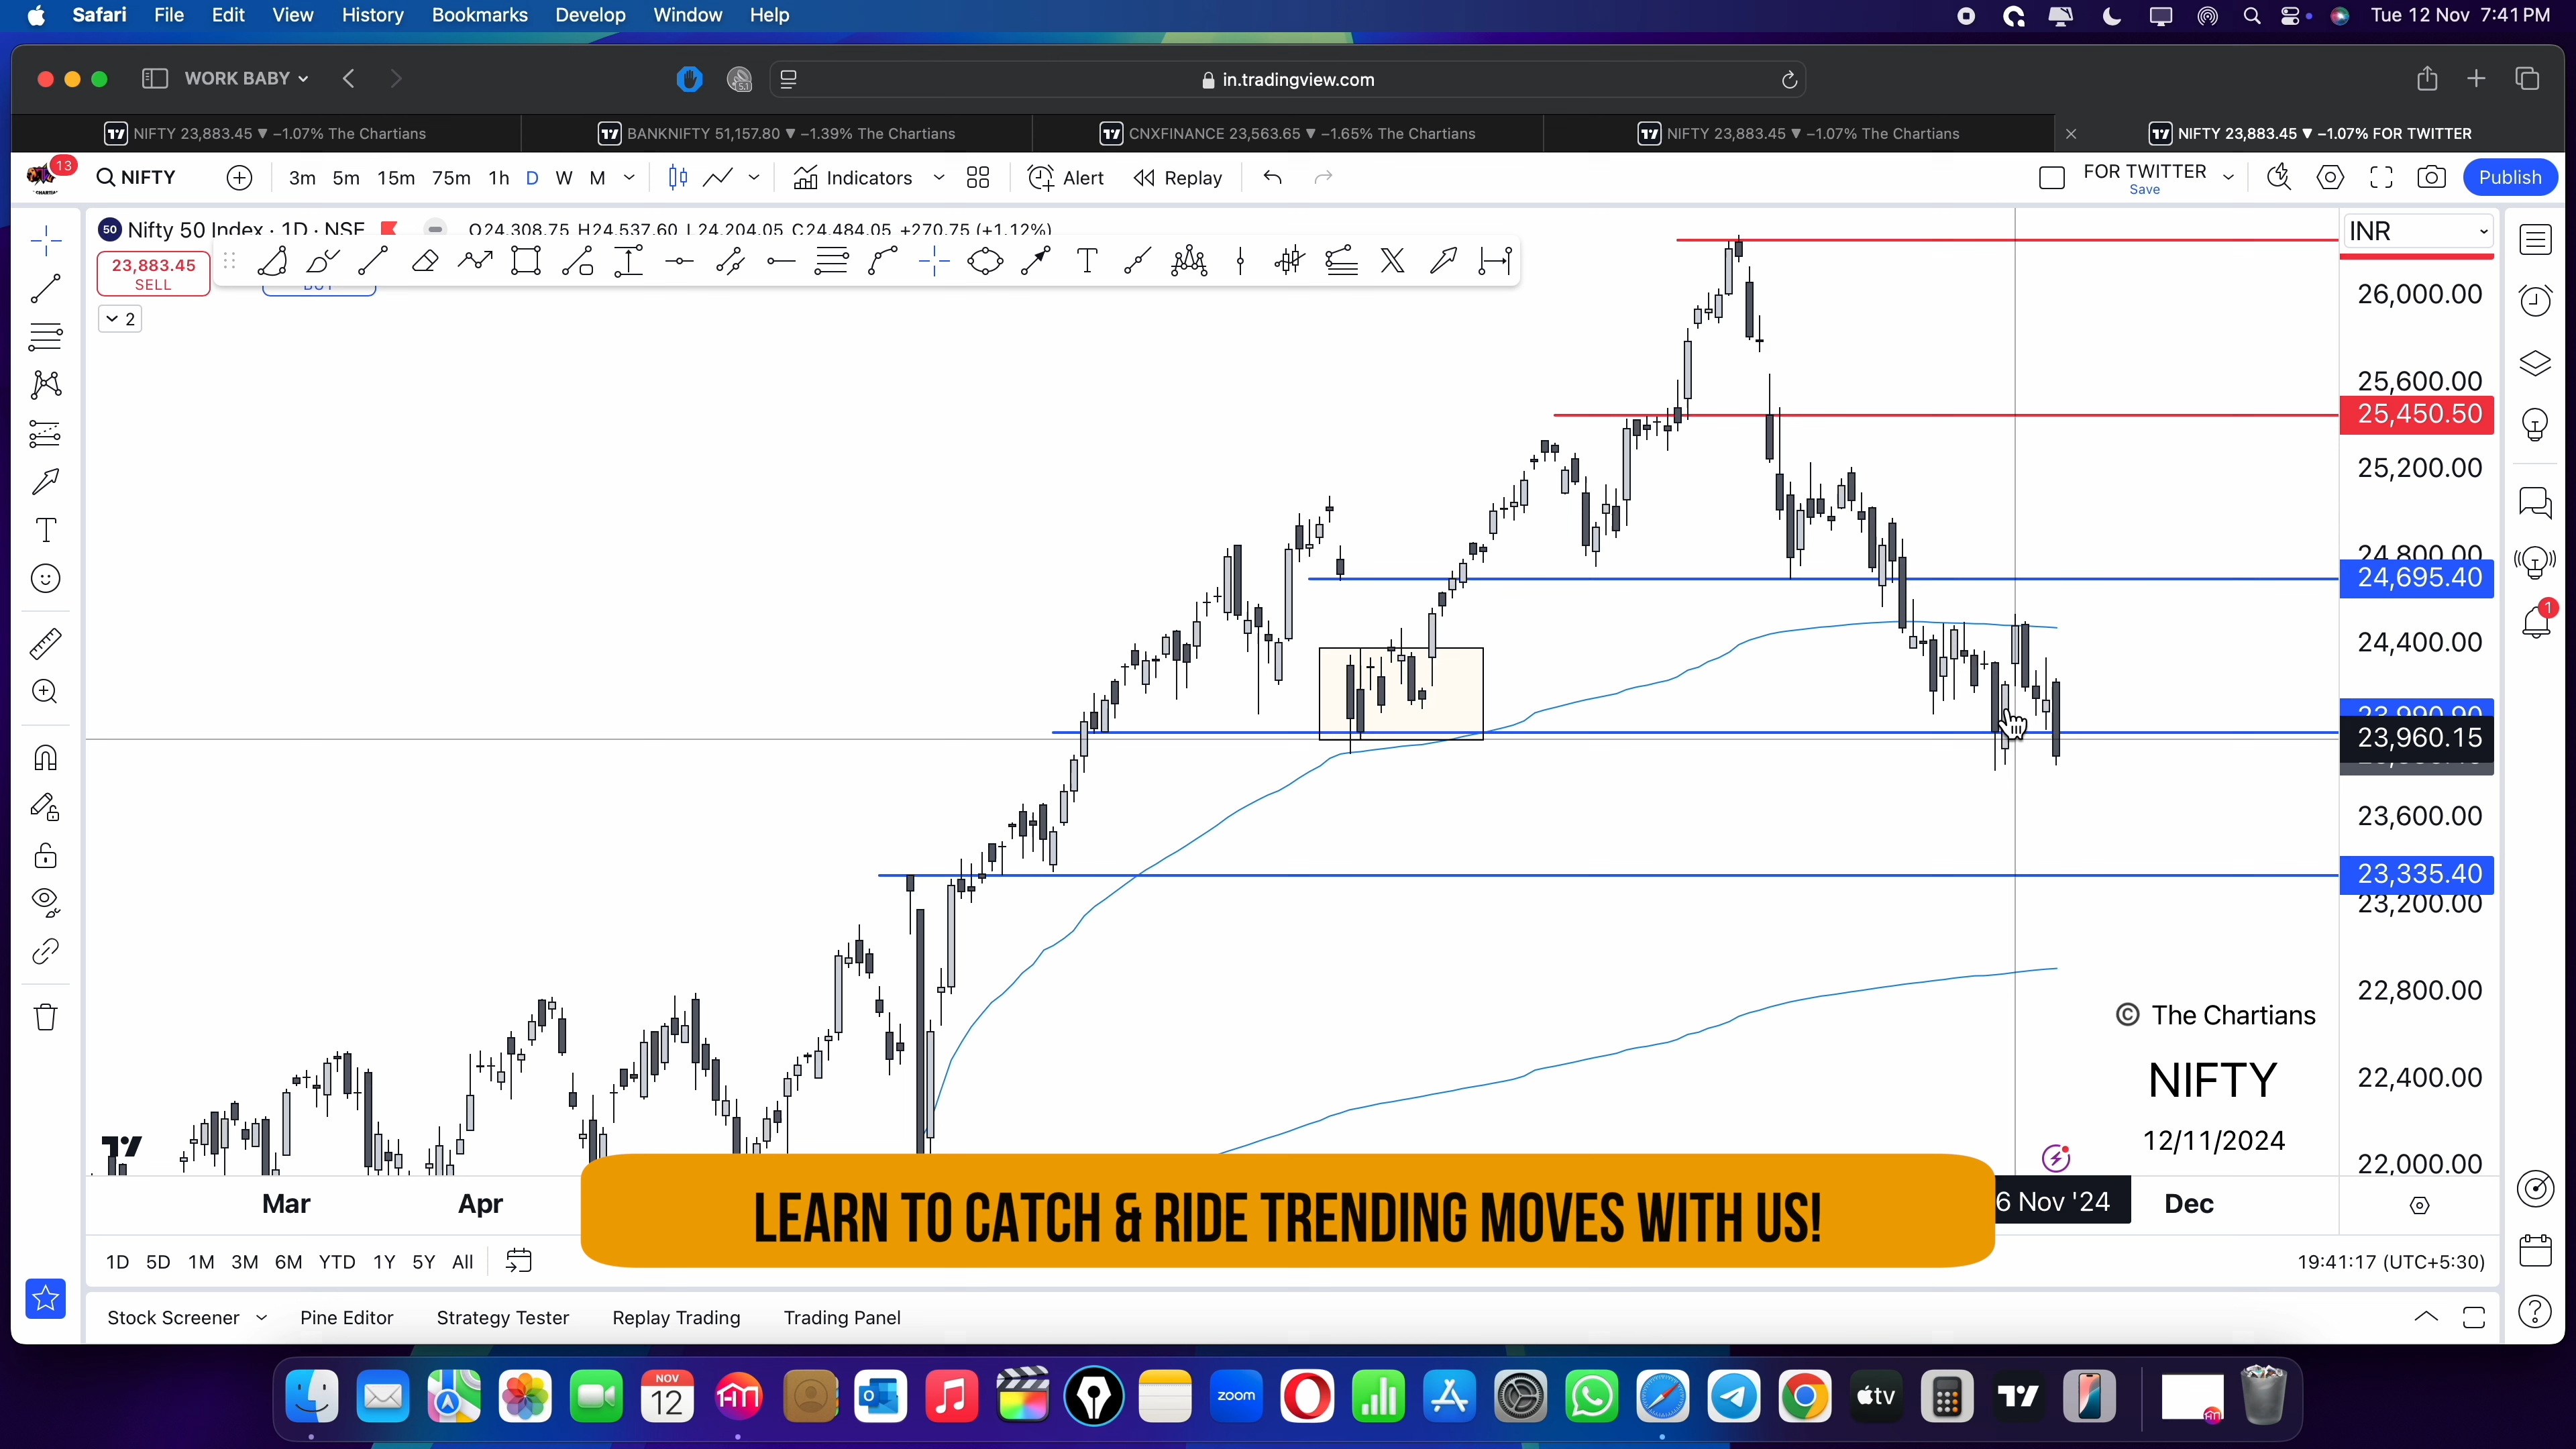 Safari File Edit View History Bookmarks Develop Window Help Tue 12 Nov 7:41 PM
WORK BABY in.tradingview.com
NIFTY 23,883.45 ▼ −1.07% The Chartians BANKNIFTY 51,157.80 ▼ −1.39% The Chartians CNXFINANCE 23,563.65 ▼ −1.65% The Chartians NIFTY 23,883.45 ▼ −1.07% The Chartians NIFTY 23,883.45 ▼ −1.07% FOR TWITTER
13 NIFTY 3m 5m 15m 75m 1h D W M Indicators Alert Replay FOR TWITTER Publish
Save
50 Nifty 50 Index · 1D · NSE O24,308.75 H24,537.60 L24,204.05 C24,484.05 +270.75 (+1.12%) INR
23,883.45
SELL BUY
2
26,000.00
25,600.00
25,450.50
25,200.00
24,800.00
24,695.40
24,400.00
1
23,990.90
23,960.15
23,600.00
23,335.40
23,200.00
22,800.00
© The Chartians
NIFTY
22,400.00
12/11/2024
22,000.00
Mar Apr 6 Nov '24 Dec
LEARN TO CATCH & RIDE TRENDING MOVES WITH US!
1D 5D 1M 3M 6M YTD 1Y 5Y All 19:41:17 (UTC+5:30)
Stock Screener Pine Editor Strategy Tester Replay Trading Trading Panel
NOV
12
zoom
tv